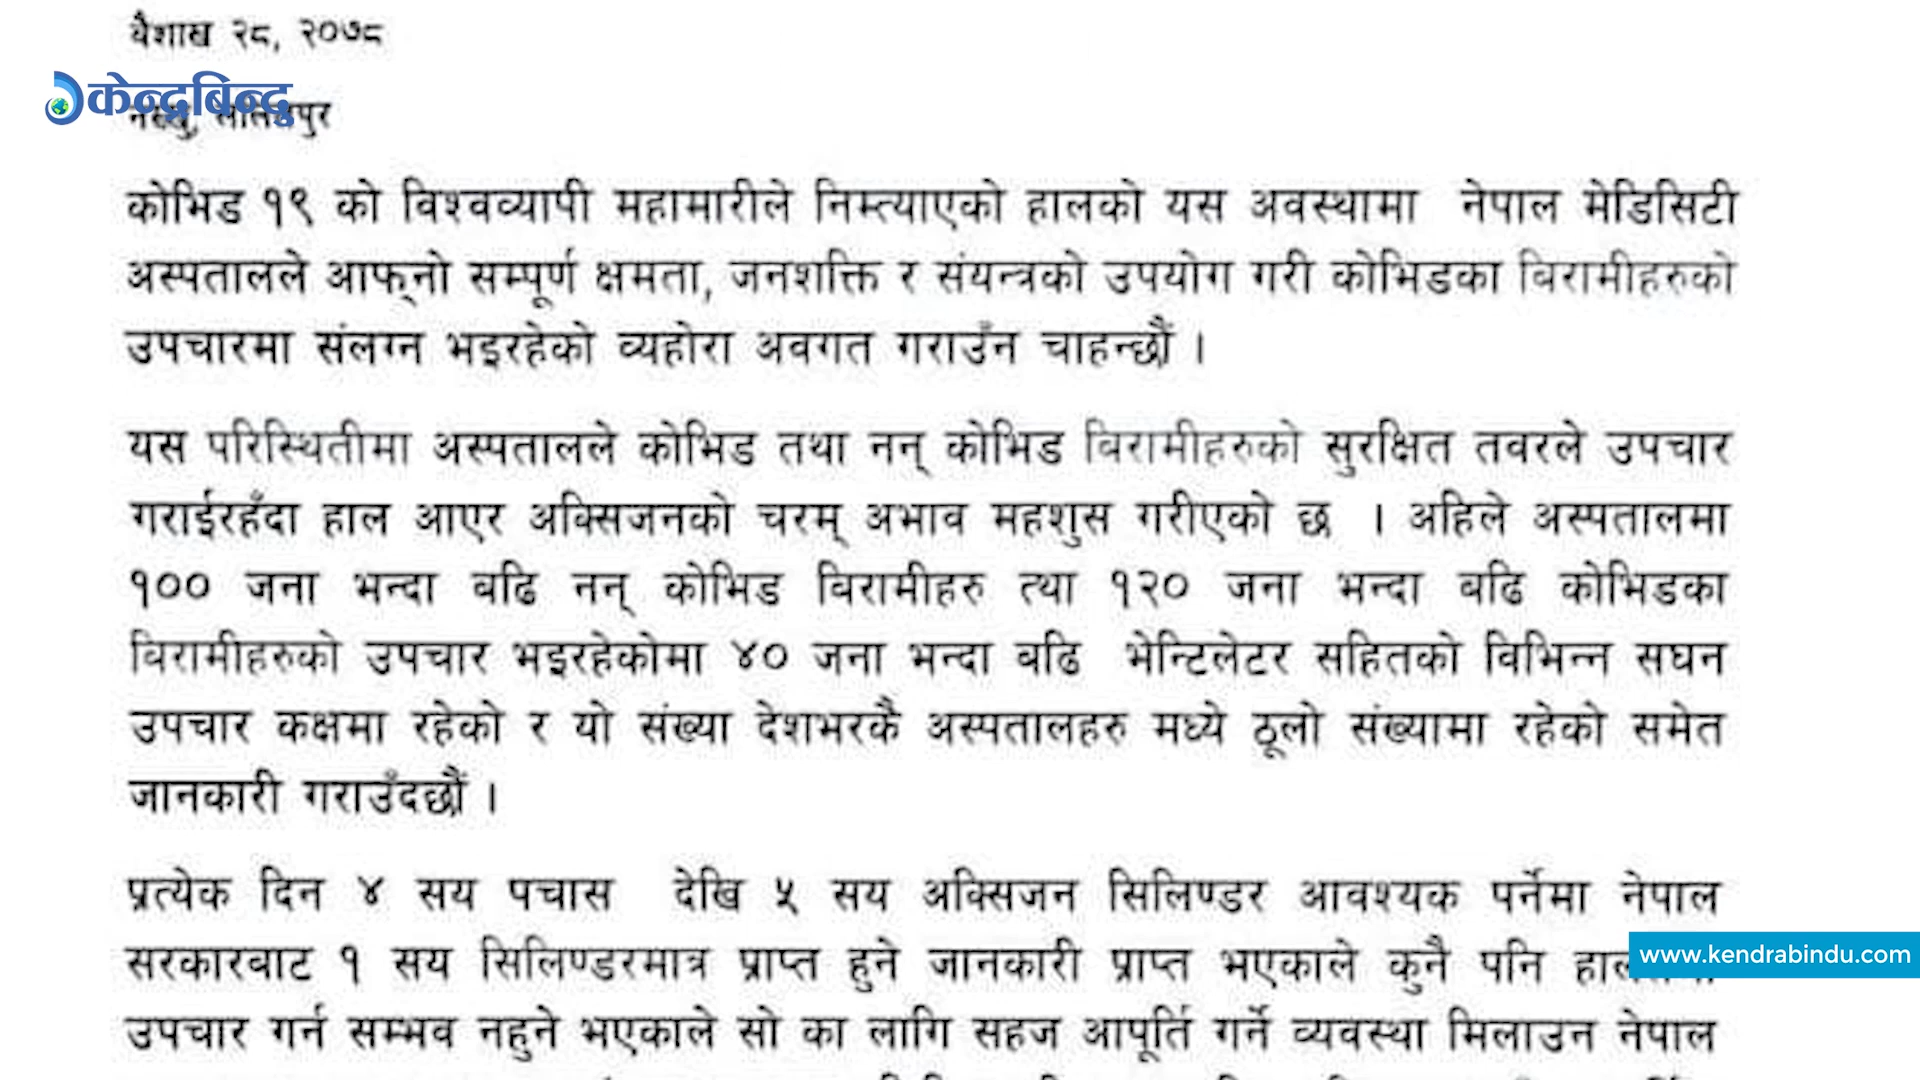 बैशाख २८, २०७८
केन्द्रबिन्दु
कोभिड १९ को विश्वव्यापी महामारीले निम्त्याएको हालको यस अवस्थामा नेपाल मेडिसिटी
अस्पतालले आफ्‌नो सम्पूर्ण क्षमता, जनशक्ति र संयन्त्रको उपयोग गरी कोभिडका बिरामीहरुको
उपचारमा संलग्न भइरहेको व्यहोरा अवगत गराउँन चाहन्छौं ।
यस परिस्थितीमा अस्पतालले कोभिड तथा नन् कोभिड बिरामीहरुको सुरक्षित तवरले उपचार
गराईरहँदा हाल आएर अक्सिजनको चरम् अभाव महशुस गरीएको छ । अहिले अस्पतालमा
१०० जना भन्दा बढि नन् कोभिड बिरामीहरु त्था १२० जना भन्दा बढि कोभिडका
बिरामीहरुको उपचार भइरहेकोमा ४० जना भन्दा बढि भेन्टिलेटर सहितको विभिन्न सघन
उपचार कक्षमा रहेको र यो संख्या देशभरकै अस्पतालहरु मध्ये ठूलो संख्यामा रहेको समेत
जानकारी गराउँदछौं ।
प्रत्येक दिन ४ सय पचास देखि ५ सय अक्सिजन सिलिण्डर आवश्यक पर्नेमा नेपाल
सरकारबाट १ सय सिलिण्डरमात्र प्राप्त हुने जानकारी प्राप्त भएकाले कुनै पनि
www.kendrabindu.com
उपचार गर्न सम्भव नहुने भएकाले सो का लागि सहज आपूर्ति गर्ने व्यवस्था मिलाउन नेपाल